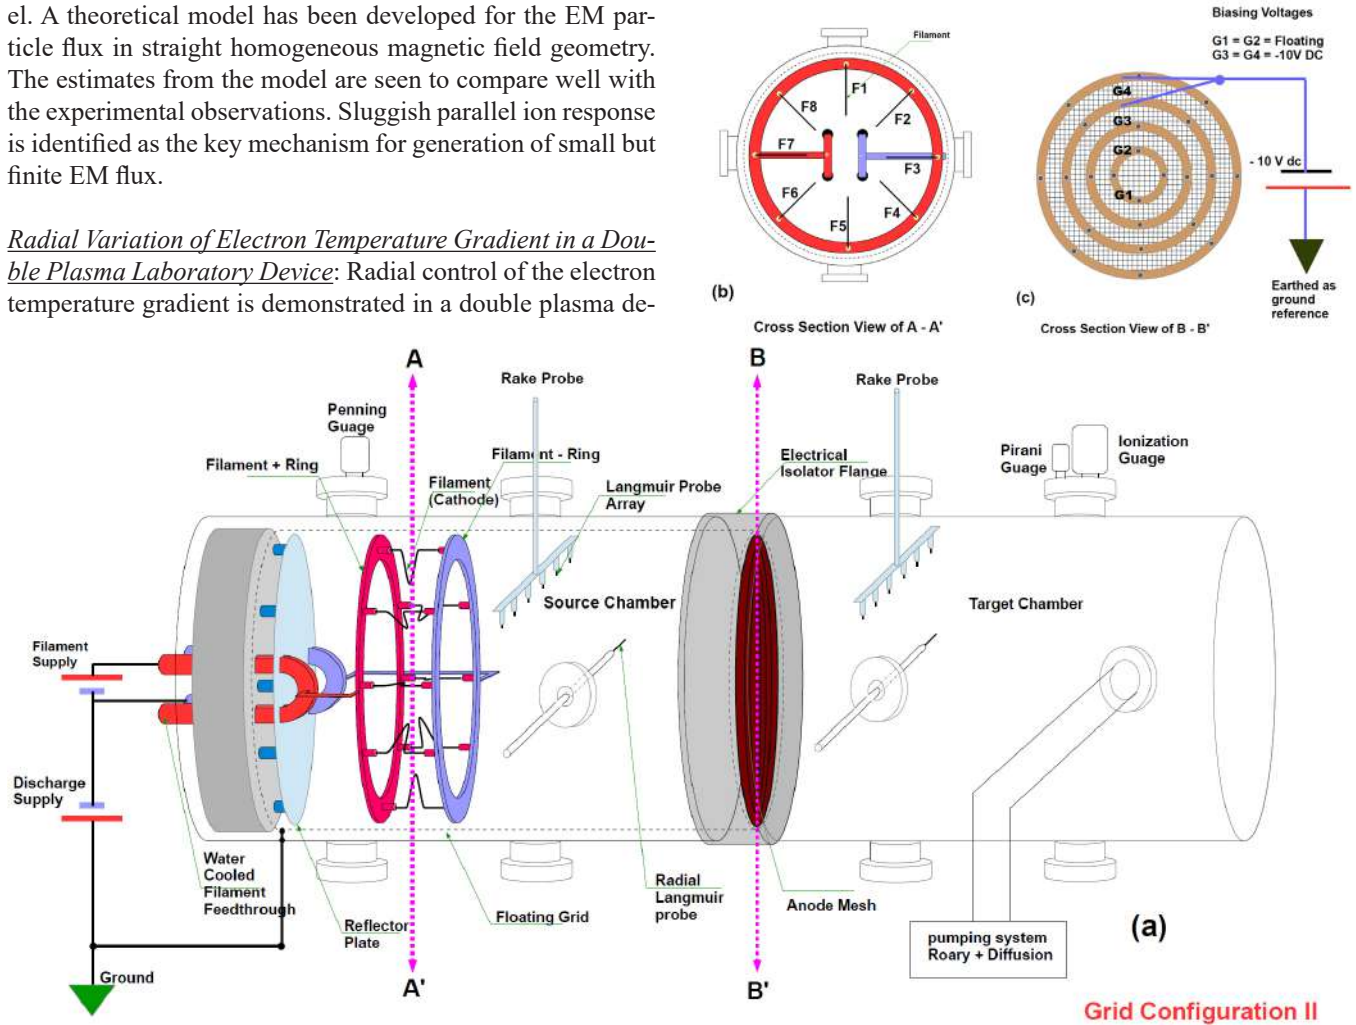 el. A theoretical model has been developed for the EM par-
ticle flux in straight homogeneous magnetic field geometry.
The estimates from the model are seen to compare well with
the experimental observations. Sluggish parallel ion response
is identified as the key mechanism for generation of small but
finite EM flux.
Radial Variation of Electron Temperature Gradient in a Dou-
ble Plasma Laboratory Device: Radial control of the electron
temperature gradient is demonstrated in a double plasma de-
Filament
F1
F2
F3
F4
F5
F6
F7
F8
(b)
Cross Section View of A - A'
Biasing Voltages
G1 = G2 = Floating
G3 = G4 = -10V DC
G4
G3
G2
G1
- 10 V dc
Earthed as
ground
reference
(c)
Cross Section View of B - B'
A
B
Rake Probe
Rake Probe
Penning
Guage
Filament + Ring
Filament - Ring
Filament
(Cathode)
Langmuir Probe
Array
Electrical
Isolator Flange
Pirani
Guage
Ionization
Guage
Source Chamber
Target Chamber
Filament
Supply
Discharge
Supply
Water
Cooled
Filament
Feedthrough
Reflector
Plate
Floating Grid
Radial
Langmuir
probe
Anode Mesh
pumping system
Roary + Diffusion
(a)
Ground
A'
B'
Grid Configuration II